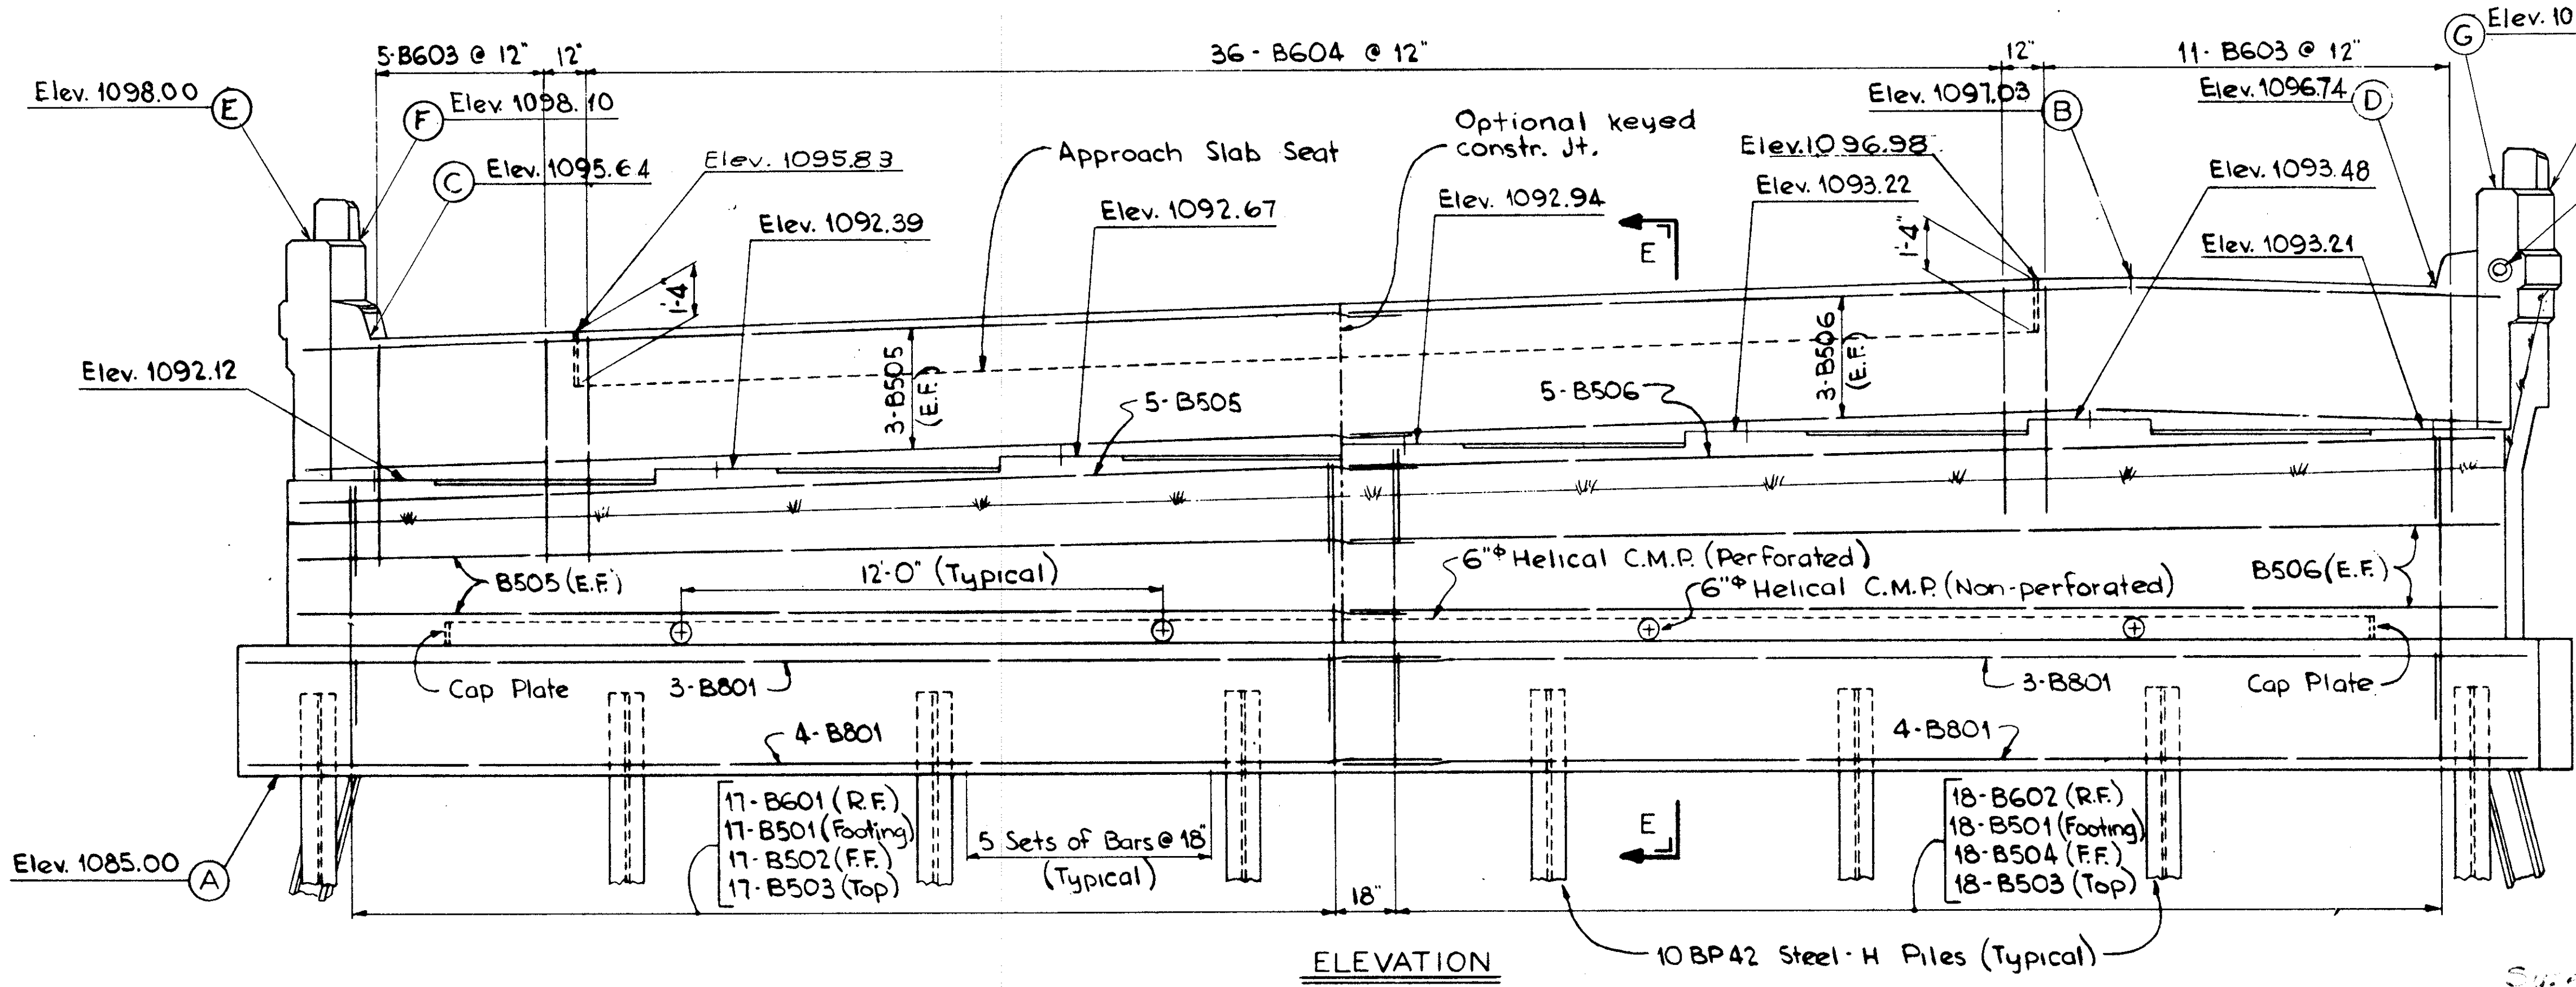 5-B603 @ 12" 12" 36 - B604 @ 12" 12" 11- B603 @ 12"
G Elev. 10
Elev. 1098.00 E
F Elev. 1098.10
C Elev. 1095.64
Elev. 1095.83
Approach Slab Seat
Optional keyed
constr. Jt.
Elev. 1097.03 B
Elev. 1096.74 D
Elev. 1096.98
Elev. 1092.39
Elev. 1092.67
Elev. 1092.94
Elev. 1093.22
Elev. 1093.48
Elev. 1093.21
E
1'-4"
1'-4"
Elev. 1092.12
3-B505
(E.F.)
5-B505
5-B506
3-B506
(E.F.)
B505 (E.F.)
12'-0" (Typical)
6"ϕ Helical C.M.P. (Perforated)
6"ϕ Helical C.M.P. (Non-perforated)
B506 (E.F.)
Cap Plate
3-B801
3-B801
Cap Plate
4-B801
4-B801
Elev. 1085.00 A
17-B601 (R.F.)
17-B501 (Footing)
17-B502 (F.F.)
17-B503 (Top)
5 Sets of Bars @ 18"
(Typical)
E
18-B602 (R.F.)
18-B501 (Footing)
18-B504 (F.F.)
18-B503 (Top)
18"
10 BP 42 Steel-H Piles (Typical)
ELEVATION